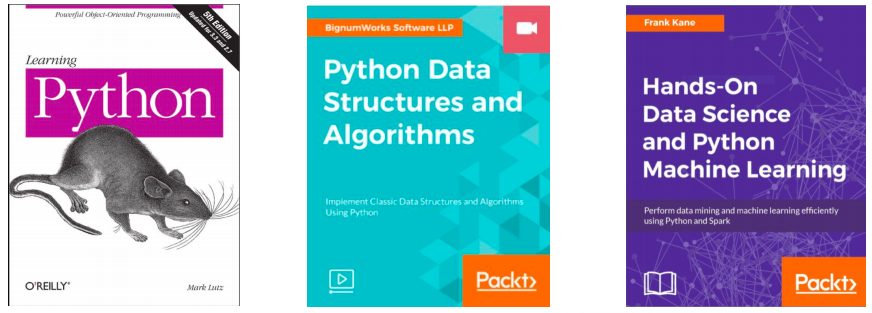 Powerful Object-Oriented Programming
5th Edition
Updated for 3.3 and 2.7
Learning
Python
O'REILLY®
Mark Lutz
BignumWorks Software LLP
Python Data
Structures and
Algorithms
Implement Classic Data Structures and Algorithms
Using Python
Packt>
Frank Kane
Hands-On
Data Science
and Python
Machine Learning
Perform data mining and machine learning efficiently
using Python and Spark
Packt>